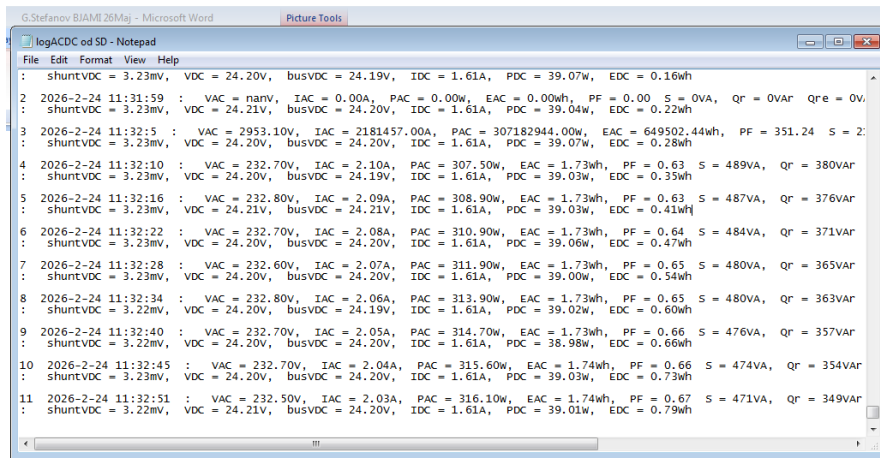 G.Stefanov BJAMI 26Maj - Microsoft Word Picture Tools
logACDC od SD - Notepad
File Edit Format View Help
: shuntVDC = 3.23mV, VDC = 24.20V, busVDC = 24.19V, IDC = 1.61A, PDC = 39.07W, EDC = 0.16Wh
2 2026-2-24 11:31:59 : VAC = nanV, IAC = 0.00A, PAC = 0.00W, EAC = 0.00Wh, PF = 0.00 S = 0VA, Qr = 0VAr Qre = 0V
: shuntVDC = 3.23mV, VDC = 24.21V, busVDC = 24.20V, IDC = 1.61A, PDC = 39.04W, EDC = 0.22Wh
3 2026-2-24 11:32:5 : VAC = 2953.10V, IAC = 2181457.00A, PAC = 307182944.00W, EAC = 649502.44Wh, PF = 351.24 S = 2
: shuntVDC = 3.23mV, VDC = 24.21V, busVDC = 24.20V, IDC = 1.61A, PDC = 39.07W, EDC = 0.28Wh
4 2026-2-24 11:32:10 : VAC = 232.70V, IAC = 2.10A, PAC = 307.50W, EAC = 1.73Wh, PF = 0.63 S = 489VA, Qr = 380VAr
: shuntVDC = 3.23mV, VDC = 24.21V, busVDC = 24.20V, IDC = 1.61A, PDC = 39.03W, EDC = 0.35Wh
5 2026-2-24 11:32:16 : VAC = 232.80V, IAC = 2.09A, PAC = 308.90W, EAC = 1.73Wh, PF = 0.63 S = 487VA, Qr = 376VAr
: shuntVDC = 3.23mV, VDC = 24.21V, busVDC = 24.21V, IDC = 1.61A, PDC = 39.03W, EDC = 0.41Wh
6 2026-2-24 11:32:22 : VAC = 232.70V, IAC = 2.08A, PAC = 310.90W, EAC = 1.73Wh, PF = 0.64 S = 484VA, Qr = 371VAr
: shuntVDC = 3.23mV, VDC = 24.20V, busVDC = 24.20V, IDC = 1.61A, PDC = 39.06W, EDC = 0.47Wh
7 2026-2-24 11:32:28 : VAC = 232.60V, IAC = 2.07A, PAC = 311.90W, EAC = 1.73Wh, PF = 0.65 S = 480VA, Qr = 365VAr
: shuntVDC = 3.23mV, VDC = 24.20V, busVDC = 24.20V, IDC = 1.61A, PDC = 39.00W, EDC = 0.54Wh
8 2026-2-24 11:32:34 : VAC = 232.80V, IAC = 2.06A, PAC = 313.90W, EAC = 1.73Wh, PF = 0.65 S = 480VA, Qr = 363VAr
: shuntVDC = 3.22mV, VDC = 24.20V, busVDC = 24.19V, IDC = 1.61A, PDC = 39.02W, EDC = 0.60Wh
9 2026-2-24 11:32:40 : VAC = 232.70V, IAC = 2.05A, PAC = 314.70W, EAC = 1.73Wh, PF = 0.66 S = 476VA, Qr = 357VAr
: shuntVDC = 3.22mV, VDC = 24.20V, busVDC = 24.20V, IDC = 1.61A, PDC = 38.98W, EDC = 0.66Wh
10 2026-2-24 11:32:45 : VAC = 232.70V, IAC = 2.04A, PAC = 315.60W, EAC = 1.74Wh, PF = 0.66 S = 474VA, Qr = 354VAr
: shuntVDC = 3.23mV, VDC = 24.20V, busVDC = 24.20V, IDC = 1.61A, PDC = 39.03W, EDC = 0.73Wh
11 2026-2-24 11:32:51 : VAC = 232.50V, IAC = 2.03A, PAC = 316.10W, EAC = 1.74Wh, PF = 0.67 S = 471VA, Qr = 349VAr
: shuntVDC = 3.22mV, VDC = 24.21V, busVDC = 24.20V, IDC = 1.61A, PDC = 39.01W, EDC = 0.79Wh